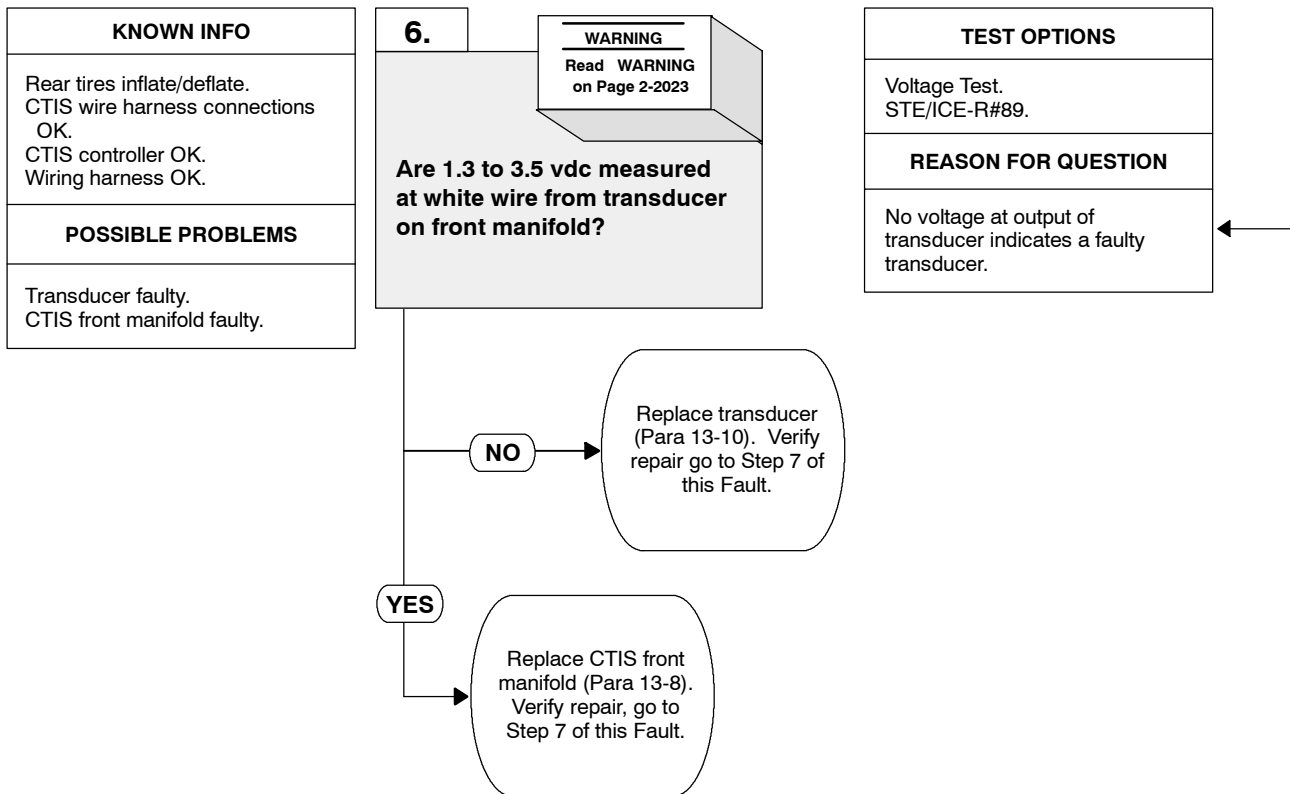 KNOWN INFO
Rear tires inflate/deflate.
CTIS wire harness connections
OK.
CTIS controller OK.
Wiring harness OK.
POSSIBLE PROBLEMS
Transducer faulty.
CTIS front manifold faulty.
6.
WARNING
Read WARNING
on Page 2-2023
Are 1.3 to 3.5 vdc measured
at white wire from transducer
on front manifold?
TEST OPTIONS
Voltage Test.
STE/ICE-R#89.
REASON FOR QUESTION
No voltage at output of
transducer indicates a faulty
transducer.
NO
Replace transducer
(Para 13-10). Verify
repair go to Step 7 of
this Fault.
YES
Replace CTIS front
manifold (Para 13-8).
Verify repair, go to
Step 7 of this Fault.